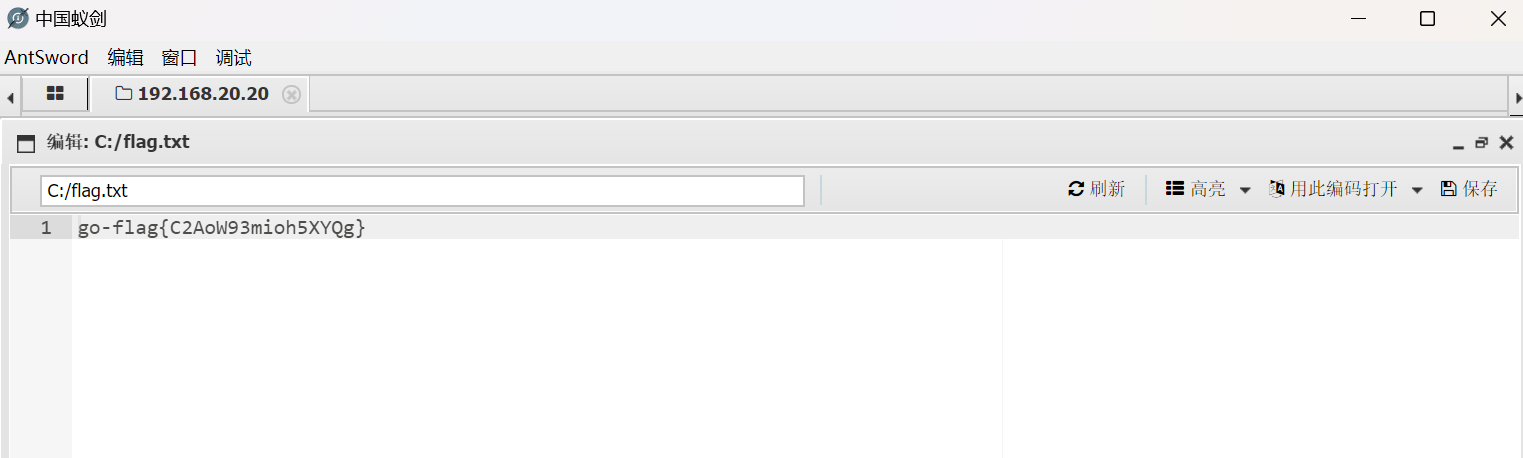 中国蚁剑
AntSword 编辑 窗口 调试
192.168.20.20
编辑: C:/flag.txt
C:/flag.txt 刷新 高亮 用此编码打开 保存
1 go-flag{C2AoW93mioh5XYQg}